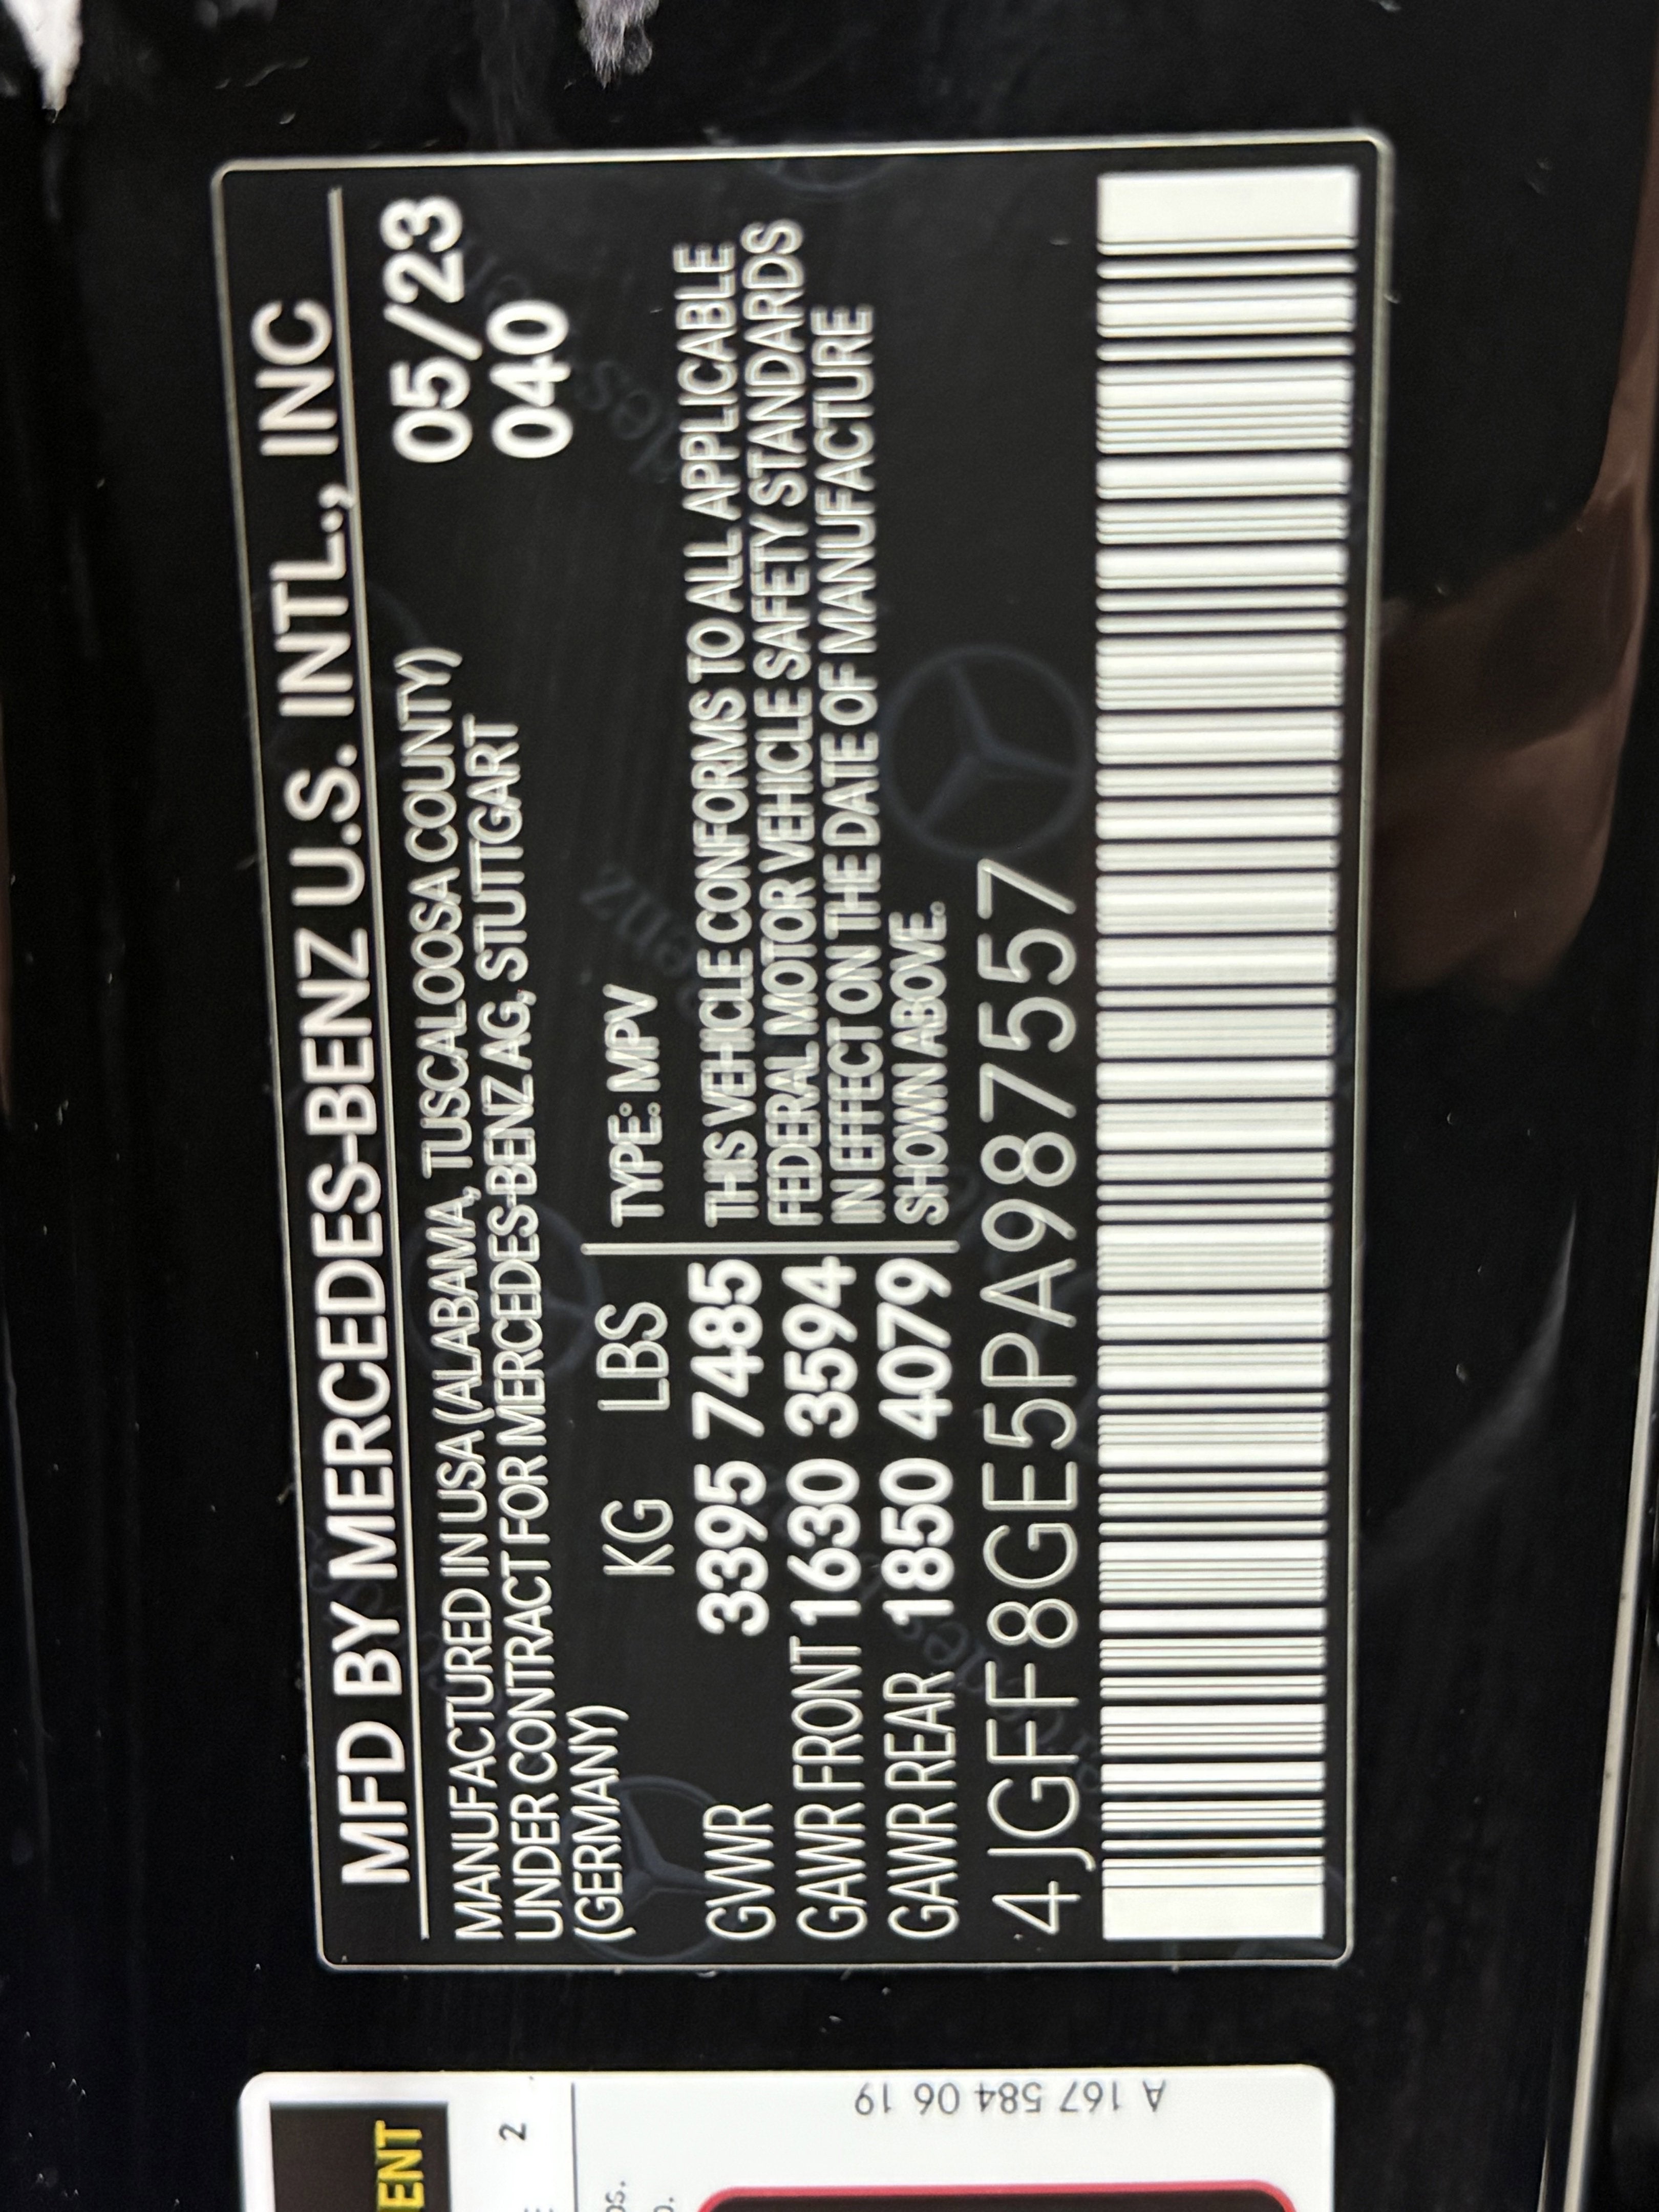 MFD BY MERCEDES-BENZ U.S. INTL., INC
MANUFACTURED IN USA (ALABAMA, TUSCALOOSA COUNTY) 05/23
UNDER CONTRACT FOR MERCEDES-BENZ AG, STUTTGART 040
(GERMANY)
KG LBS TYPE: MPV
GVWR 3395 7485 THIS VEHICLE CONFORMS TO ALL APPLICABLE
FEDERAL MOTOR VEHICLE SAFETY STANDARDS
GAWR FRONT 1630 3594 IN EFFECT ON THE DATE OF MANUFACTURE
GAWR REAR 1850 4079 SHOWN ABOVE.
4JGFF8GE5PA987557
A 167 584 06 19
2